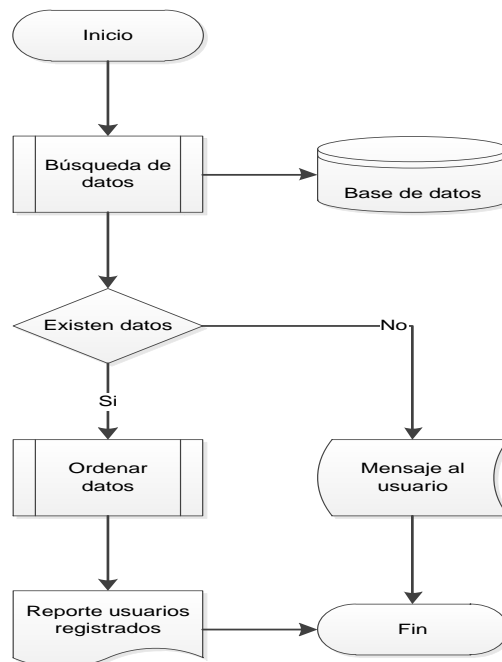 Inicio
Búsqueda de
datos
Base de datos
Existen datos
No
Si
Ordenar
datos
Mensaje al
usuario
Reporte usuarios
registrados
Fin